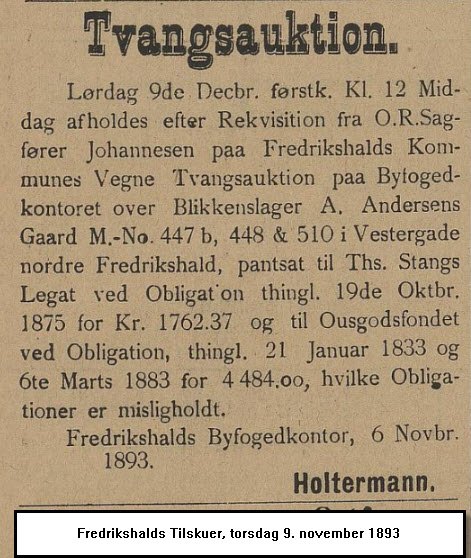 Tvangsauktion.
Lørdag 9de Decbr. førstk. Kl. 12 Mid-
dag afholdes efter Rekvisition fra O.R.Sag-
fører Johannesen paa Fredrikshalds Kom-
munes Vegne Tvangsauktion paa Byfoged-
kontoret over Blikkenslager A. Andersens
Gaard M.-No. 447 b, 448 & 510 i Vestergade
nordre Fredrikshald, pantsat til Ths. Stangs
Legat ved Obligation thingl. 19de Oktbr.
1875 for Kr. 1762.37 og til Ousgodsfondet
ved Obligation, thingl. 21 Januar 1833 og
6te Marts 1883 for 4 484.00, hvilke Obliga-
tioner er misligholdt.
Fredrikshalds Byfogedkontor, 6 Novbr.
1893.
Holtermann.
Fredrikshalds Tilskuer, torsdag 9. november 1893